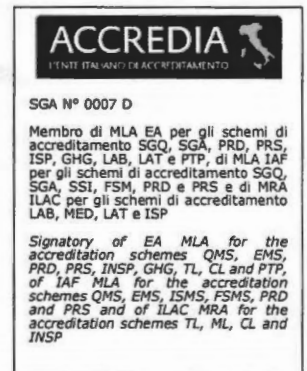 ACCREDIA
L'ENTE ITALIANO DI ACCREDITAMENTO
SGA N° 0007 D
Membro di MLA EA per gli schemi di
accreditamento SGQ, SGA, PRD, PRS,
ISP, GHG, LAB, LAT e PTP, di MLA IAF
per gli schemi di accreditamento SGQ,
SGA, SSI, FSM, PRD e PRS e di MRA
ILAC per gli schemi di accreditamento
LAB, MED, LAT e ISP
Signatory of EA MLA for the
accreditation schemes QMS, EMS,
PRD, PRS, INSP, GHG, TL, CL and PTP,
of IAF MLA for the accreditation
schemes QMS, EMS, ISMS, FSMS, PRD
and PRS and of ILAC MRA for the
accreditation schemes TL, ML, CL and
INSP